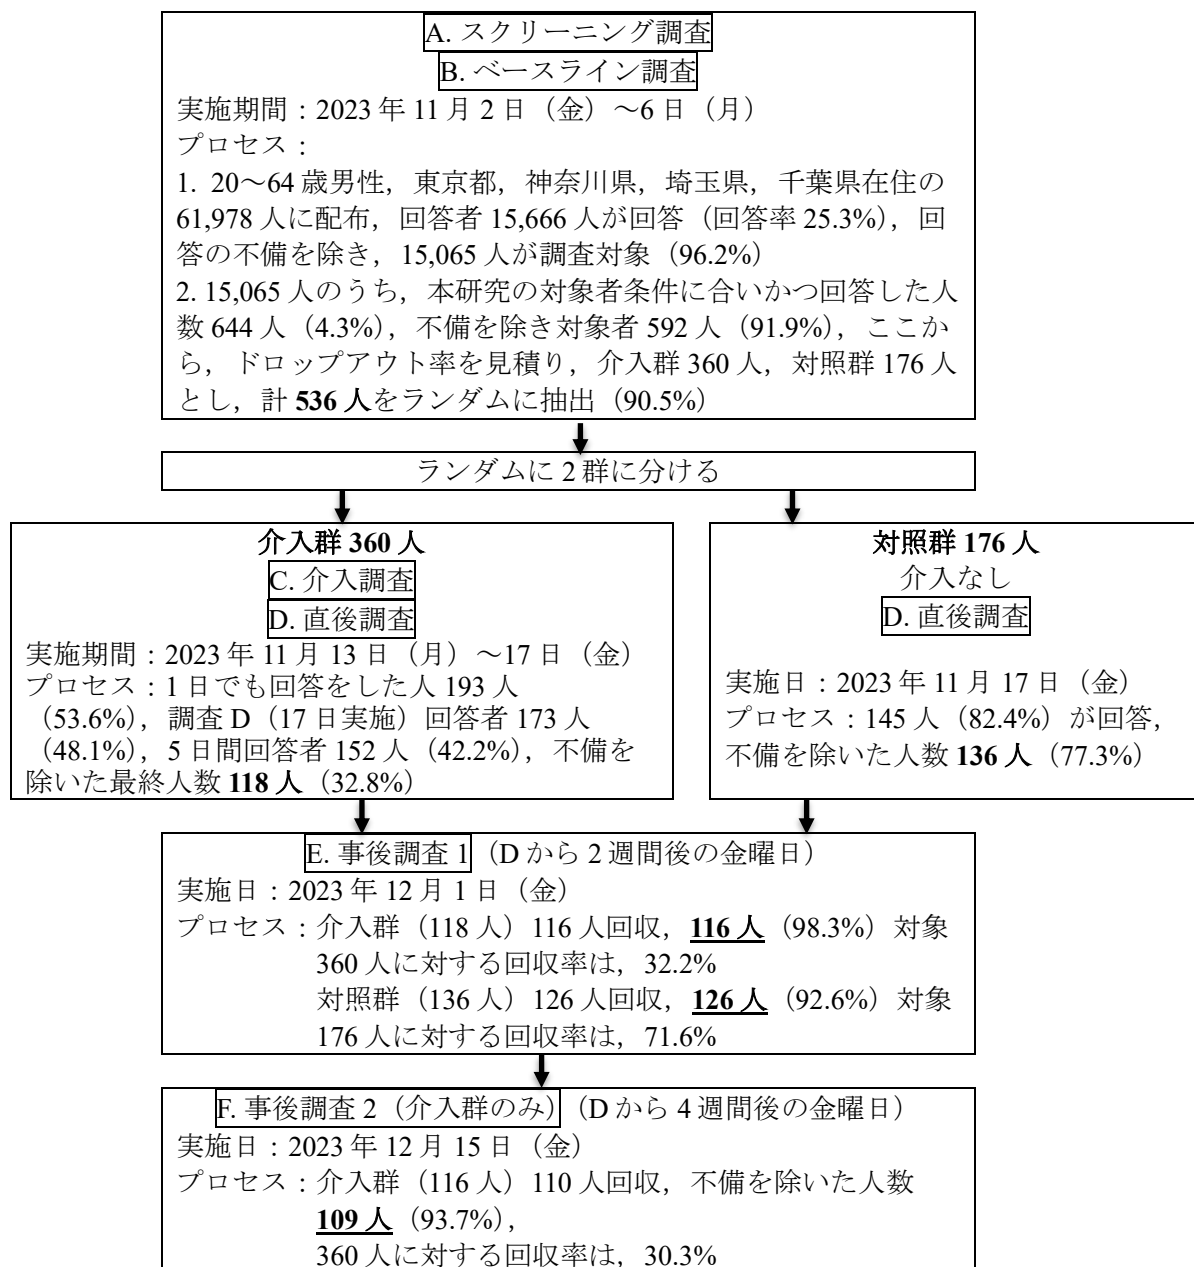 A. スクリーニング調査
B. ベースライン調査
実施期間：2023 年 11 月 2 日（金）～6 日（月）
プロセス：
1. 20～64 歳男性，東京都，神奈川県，埼玉県，千葉県在住の
61,978 人に配布，回答者 15,666 人が回答（回答率 25.3%），回
答の不備を除き，15,065 人が調査対象（96.2%）
2. 15,065 人のうち，本研究の対象者条件に合いかつ回答した人
数 644 人（4.3%），不備を除き対象者 592 人（91.9%），ここか
ら，ドロップアウト率を見積り，介入群 360 人，対照群 176 人
とし，計 536 人をランダムに抽出（90.5%）
ランダムに 2 群に分ける
介入群 360 人
C. 介入調査
D. 直後調査
実施期間：2023 年 11 月 13 日（月）～17 日（金）
プロセス：1 日でも回答をした人 193 人
（53.6%），調査 D（17 日実施）回答者 173 人
（48.1%），5 日間回答者 152 人（42.2%），不備を
除いた最終人数 118 人（32.8%）
対照群 176 人
介入なし
D. 直後調査
実施日：2023 年 11 月 17 日（金）
プロセス：145 人（82.4%）が回答，
不備を除いた人数 136 人（77.3%）
E. 事後調査 1（D から 2 週間後の金曜日）
実施日：2023 年 12 月 1 日（金）
プロセス：介入群（118 人）116 人回収，116 人（98.3%）対象
360 人に対する回収率は，32.2%
対照群（136 人）126 人回収，126 人（92.6%）対象
176 人に対する回収率は，71.6%
F. 事後調査 2（介入群のみ）（D から 4 週間後の金曜日）
実施日：2023 年 12 月 15 日（金）
プロセス：介入群（116 人）110 人回収，不備を除いた人数
109 人（93.7%），
360 人に対する回収率は，30.3%